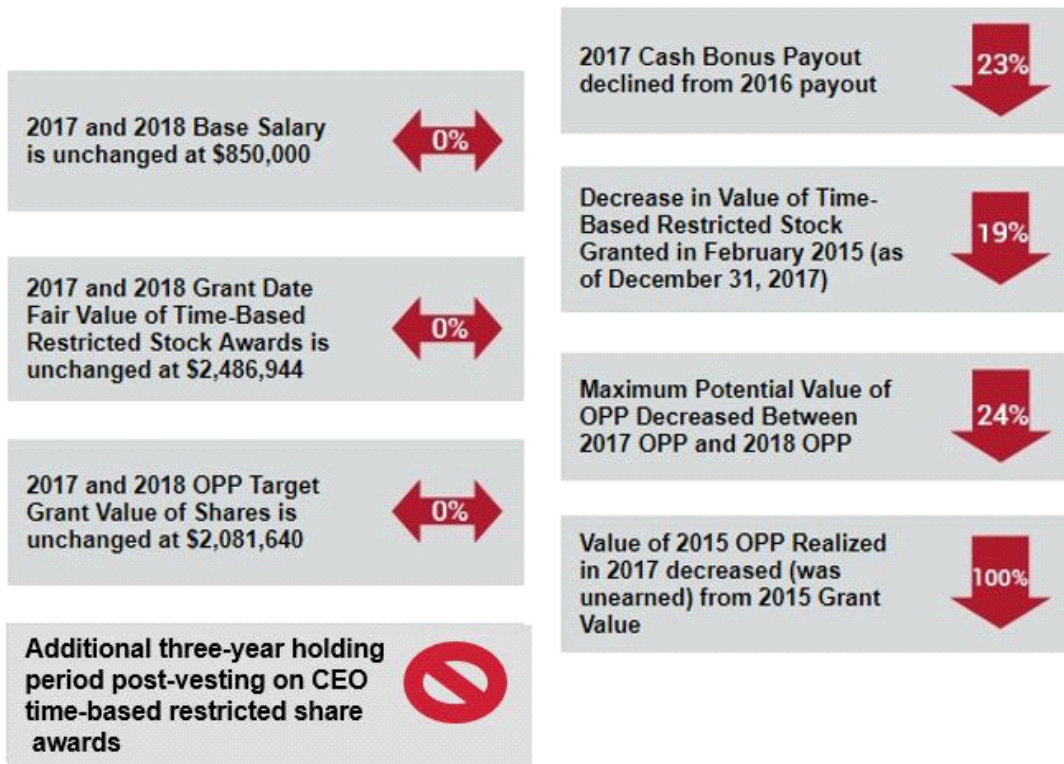 2017 and 2018 Base Salary
is unchanged at $850,000
0%
2017 and 2018 Grant Date
Fair Value of Time-Based
Restricted Stock Awards is
unchanged at $2,486,944
0%
2017 and 2018 OPP Target
Grant Value of Shares is
unchanged at $2,081,640
0%
Additional three-year holding
period post-vesting on CEO
time-based restricted share
awards
2017 Cash Bonus Payout
declined from 2016 payout
23%
Decrease in Value of Time-
Based Restricted Stock
Granted in February 2015 (as
of December 31, 2017)
19%
Maximum Potential Value of
OPP Decreased Between
2017 OPP and 2018 OPP
24%
Value of 2015 OPP Realized
in 2017 decreased (was
unearned) from 2015 Grant
Value
100%